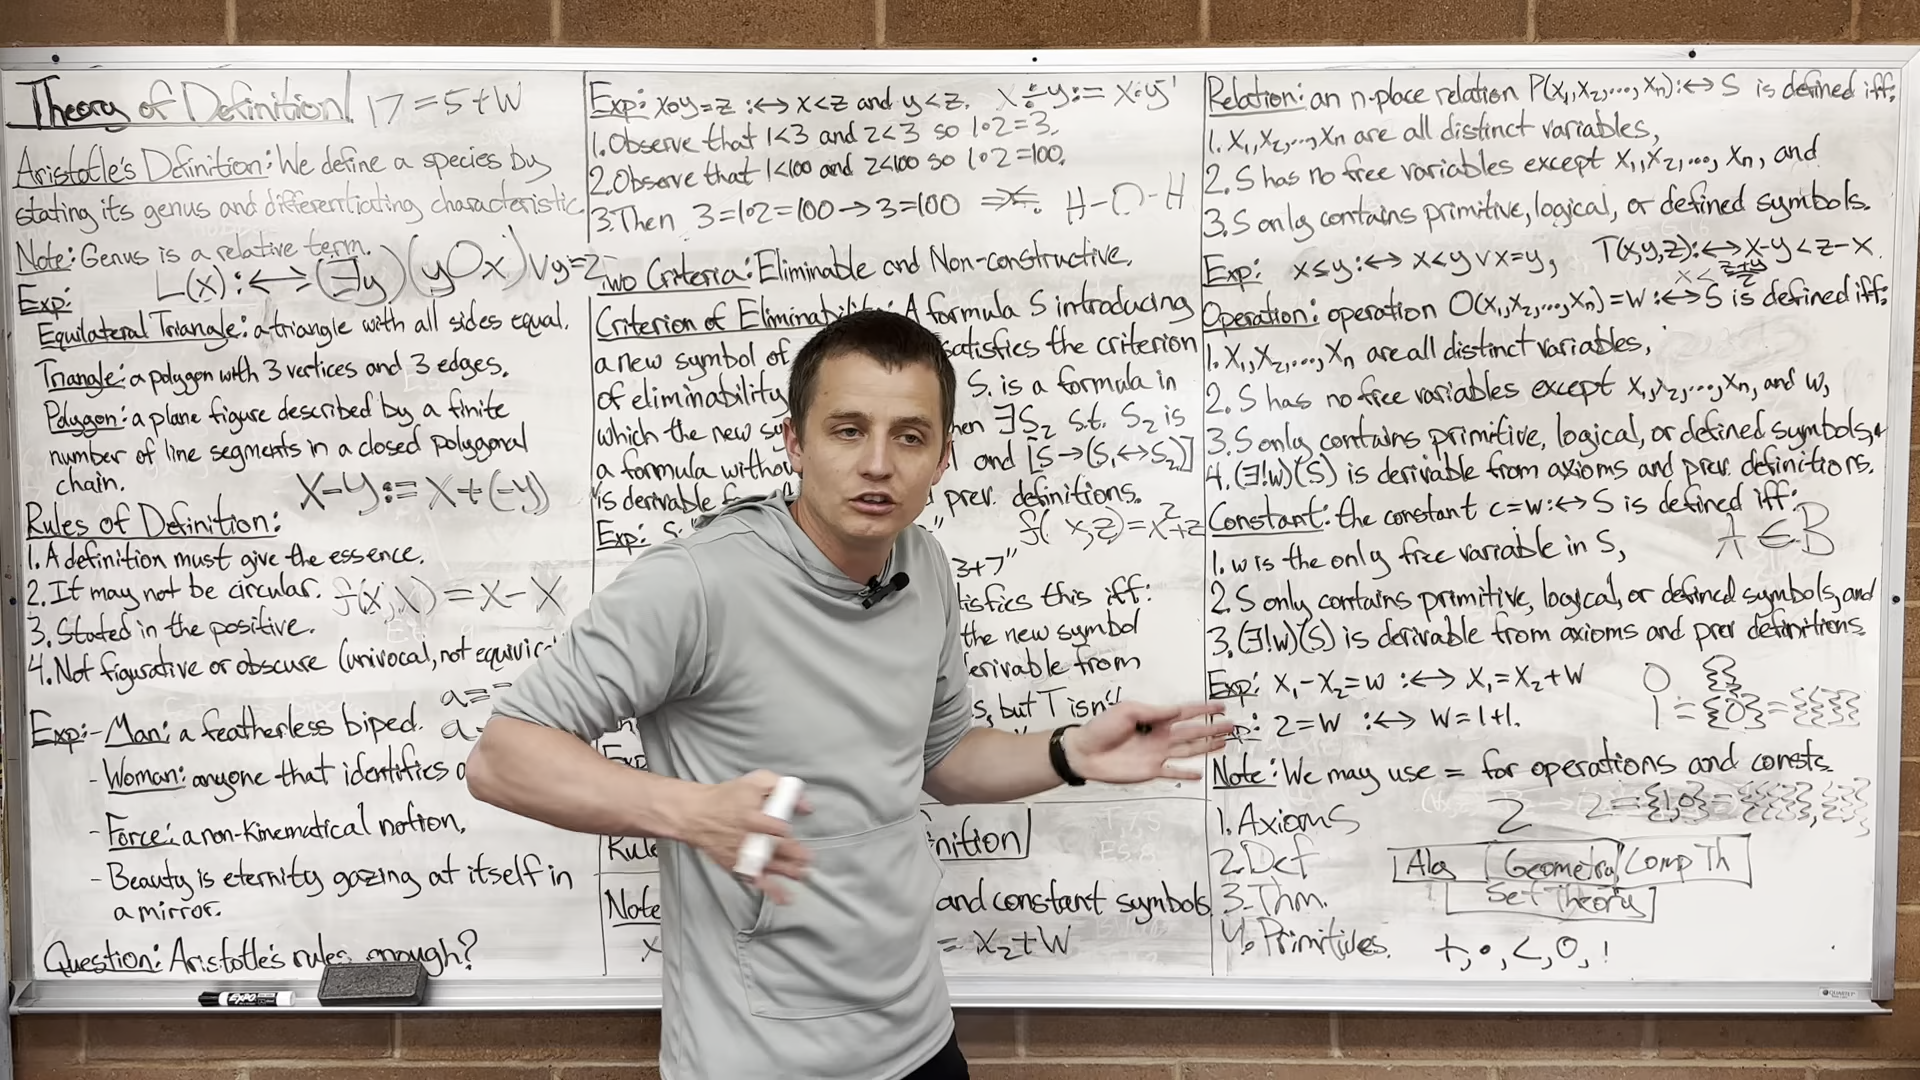 Theory of Definition 17=5+W
Aristotle's Definition: We define a species by
stating its genus and differentiating characteristic.
Note: Genus is a relative term.
L(x):↔(∃y)(y○x)∨y=2
Exp:
Equilateral Triangle: a triangle with all sides equal.
Triangle: a polygon with 3 vertices and 3 edges.
Polygon: a plane figure described by a finite
number of line segments in a closed polygonal
chain.
X-y:=X+(-y)
Rules of Definition:
1. A definition must give the essence.
2. It may not be circular. f(x,x)=x-x
3. Stated in the positive.
4. Not figurative or obscure (univocal, not
a=
Exp:- Man: a featherless biped. a=
- Woman: anyone that identifies
- Force: a non-kinematical notion.
- Beauty is eternity gazing at itself in
a mirror.
Question: Aristotle's rules enough?
EXPO
Exp: x∘y=z :↔ x<z and y<z. x÷y:= x·y⁻¹
1. Observe that 1<3 and 2<3 so 1∘2=3.
2. Observe that 1<100 and 2<100 so 1∘2=100.
3. Then 3=1∘2=100→3=100 H-O-H
Two Criteria: Eliminable and Non-constructive.
Criterion of A formula S introducing
a new symbol of satisfies the criterion
of eliminability S₁ is a formula in
which the new ∃S₂ s.t. S₂ is
a formula and [S→(S₁↔S₂)]
is derivable prev. definitions.
Exp: f( x,z)=x²+z
3+7"
this iff:
the new symbol
from
but T isn't
Note and constant symbols
x = x₂+W
Relation: an n-place relation P(x₁,x₂,...,xₙ):↔S is defined iff:
1. x₁,x₂,...,xₙ are all distinct variables,
2. S has no free variables except x₁,x₂,...,xₙ, and
3. S only contains primitive, logical, or defined symbols.
Exp: x≤y:↔ x<y∨x=y, T(x,y,z):↔x-y<z-x
Operation: operation O(x₁,x₂,...,xₙ)=w:↔S is defined iff:
1. x₁,x₂,...,xₙ are all distinct variables,
2. S has no free variables except x₁,x₂,...,xₙ, and w,
3. S only contains primitive, logical, or defined symbols,+
4. (∃!w)(S) is derivable from axioms and prev. definitions.
Constant: the constant c=w:↔S is defined iff:
1. w is the only free variable in S, A∈B
2. S only contains primitive, logical, or defined symbols, and
3. (∃!w)(S) is derivable from axioms and prev definitions.
Exp: x₁-x₂=w :↔ x₁=x₂+w 0 {}
2=w :↔ w=1+1. 1={0}={{}}
Note: We may use = for operations and consts.
1. Axioms 2 2={1,0}=
2. Def Alg Geometry Comp Th
3. Thm. Set Theory
4. Primitives. +,∘,<,0,1